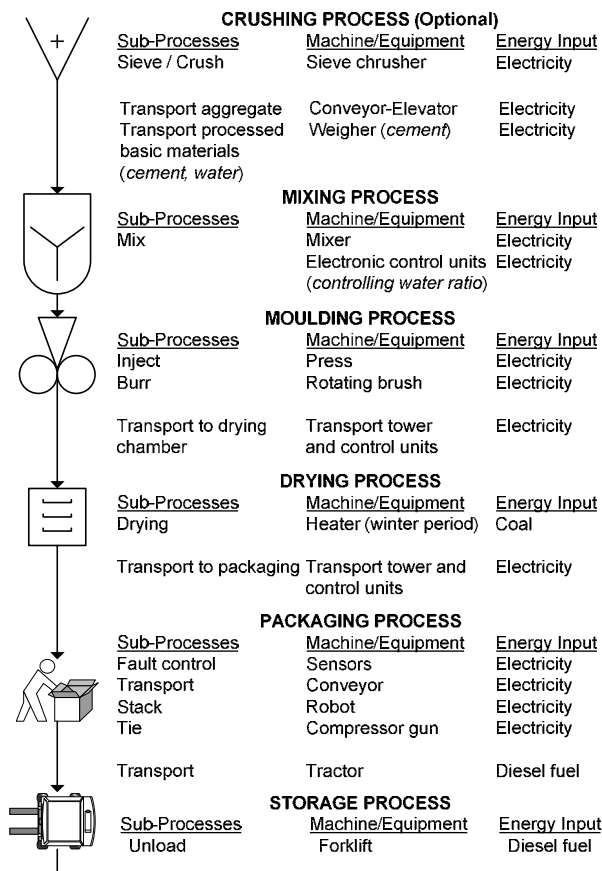 CRUSHING PROCESS (Optional)
Sub-Processes Machine/Equipment Energy Input
Sieve / Crush Sieve chrusher Electricity
Transport aggregate Conveyor-Elevator Electricity
Transport processed Weigher (cement) Electricity
basic materials
(cement, water)
MIXING PROCESS
Sub-Processes Machine/Equipment Energy Input
Mix Mixer Electricity
Electronic control units Electricity
(controlling water ratio)
MOULDING PROCESS
Sub-Processes Machine/Equipment Energy Input
Inject Press Electricity
Burr Rotating brush Electricity
Transport to drying Transport tower Electricity
chamber and control units
DRYING PROCESS
Sub-Processes Machine/Equipment Energy Input
Drying Heater (winter period) Coal
Transport to packaging Transport tower and Electricity
control units
PACKAGING PROCESS
Sub-Processes Machine/Equipment Energy Input
Fault control Sensors Electricity
Transport Conveyor Electricity
Stack Robot Electricity
Tie Compressor gun Electricity
Transport Tractor Diesel fuel
STORAGE PROCESS
Sub-Processes Machine/Equipment Energy Input
Unload Forklift Diesel fuel